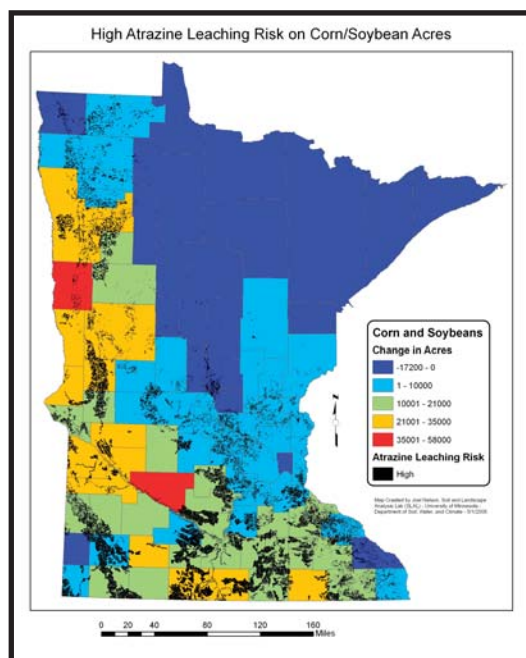 High Atrazine Leaching Risk on Corn/Soybean Acres
Corn and Soybeans
Change in Acres
-17200 - 0
1 - 10000
10001 - 21000
21001 - 35000
35001 - 58000
Atrazine Leaching Risk
High
Map Created by Joel Nelson, Soil and Landscape
Analysis Lab (SLAL) - University of Minnesota -
Department of Soil, Water, and Climate - 5/1/2008
0 20 40 80 120 160
Miles